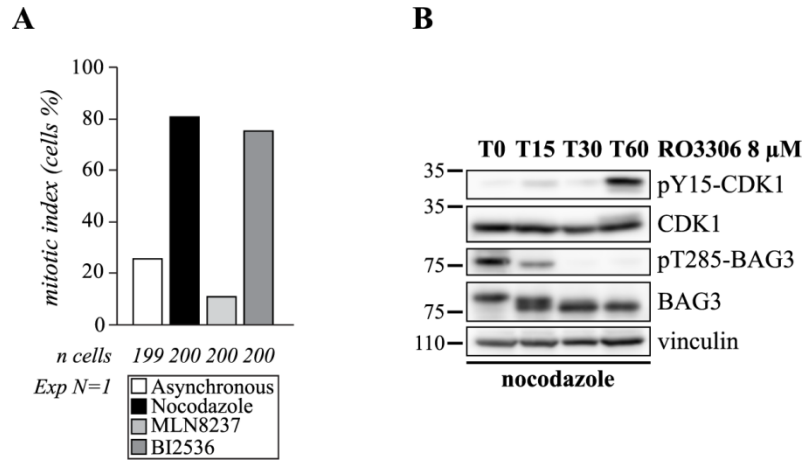 A
mitotic index (cells %)
100
80
60
40
20
0
n cells 199 200 200 200
Exp N=1
Asynchronous
Nocodazole
MLN8237
BI2536
B
T0 T15 T30 T60 RO3306 8 µM
35 pY15-CDK1
35 CDK1
75 pT285-BAG3
75 BAG3
110 vinculin
nocodazole